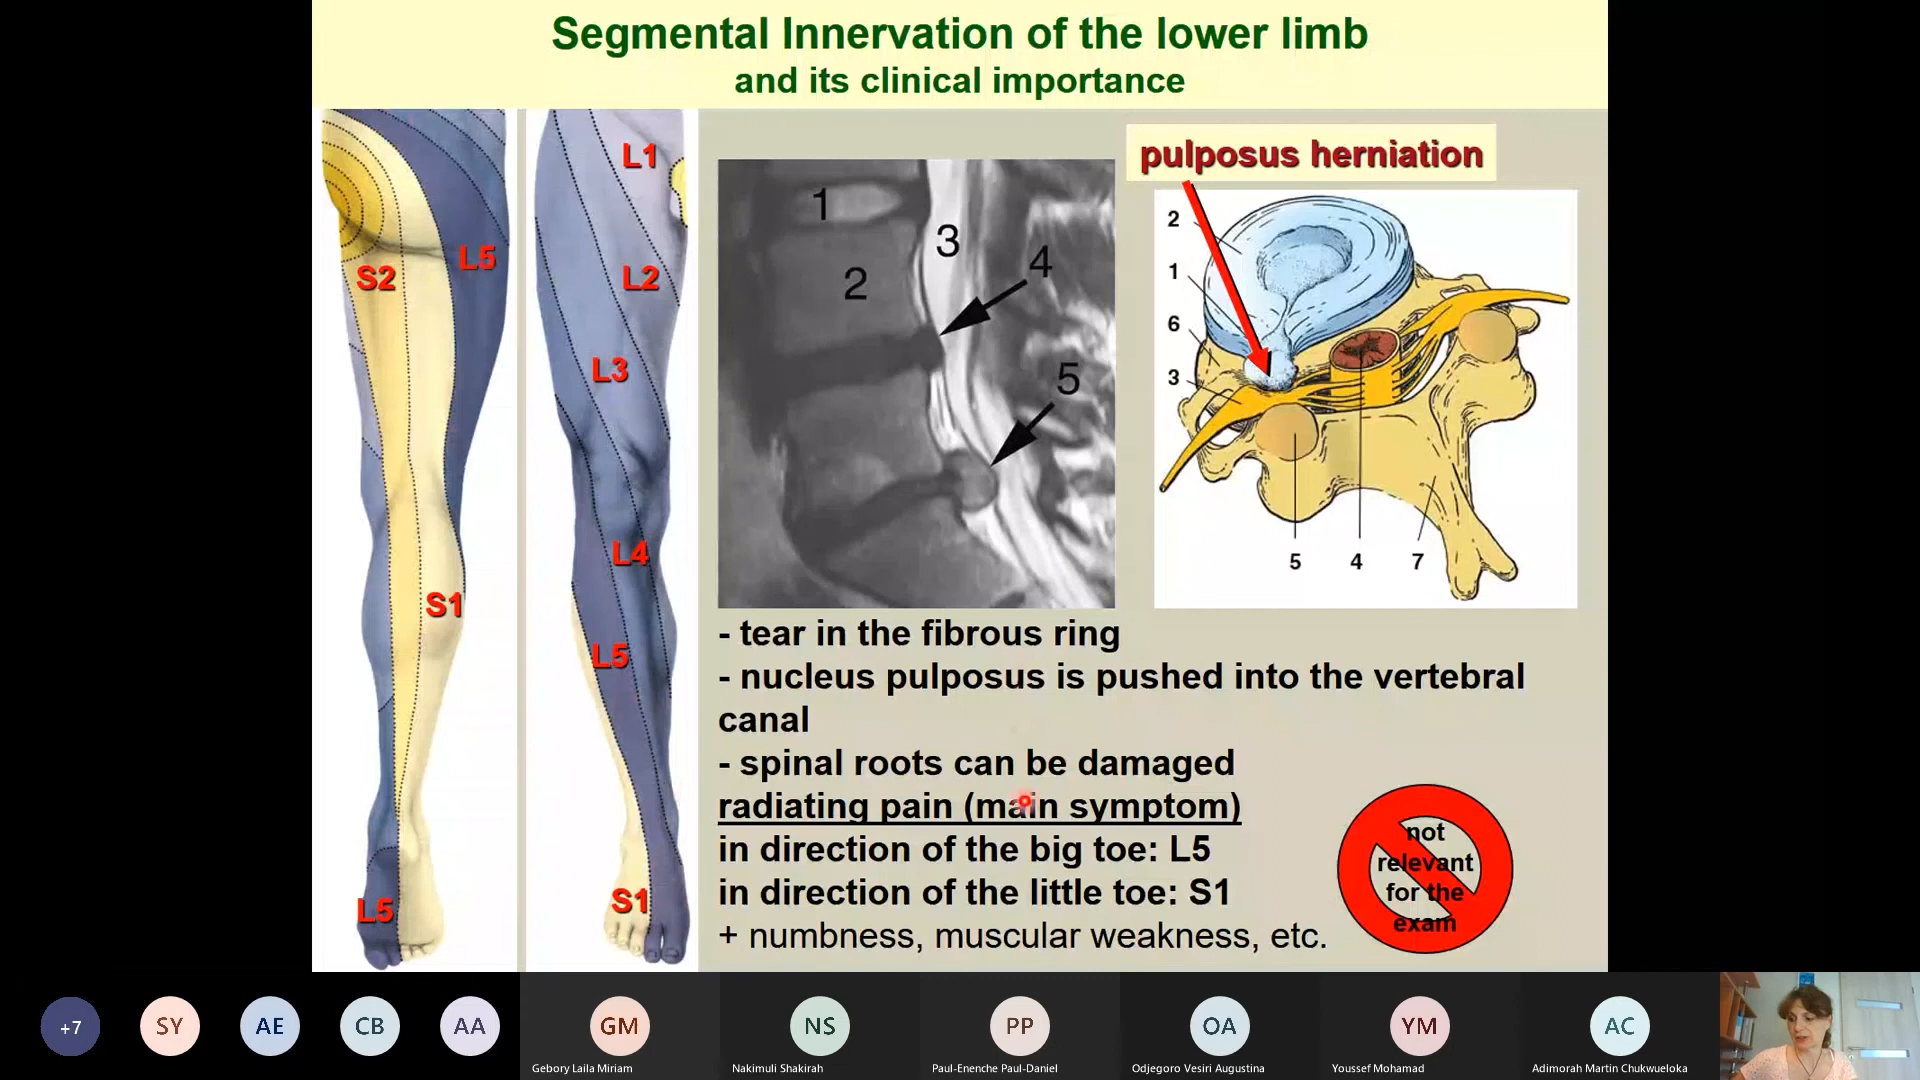 Segmental Innervation of the lower limb
and its clinical importance
S2
L5
S1
L5
L1
L2
L3
L4
L5
S1
1
2
3
4
5
pulposus herniation
2
1
6
3
5
4
7
- tear in the fibrous ring
- nucleus pulposus is pushed into the vertebral
canal
- spinal roots can be damaged
radiating pain (main symptom)
in direction of the big toe: L5
in direction of the little toe: S1
+ numbness, muscular weakness, etc.
not
relevant
for the
exam
+7
SY
AE
CB
AA
GM
Gebory Laila Miriam
NS
Nakimuli Shakirah
PP
Paul-Enenche Paul-Daniel
OA
Odjegoro Vesiri Augustina
YM
Youssef Mohamad
AC
Adimorah Martin Chukwueloka